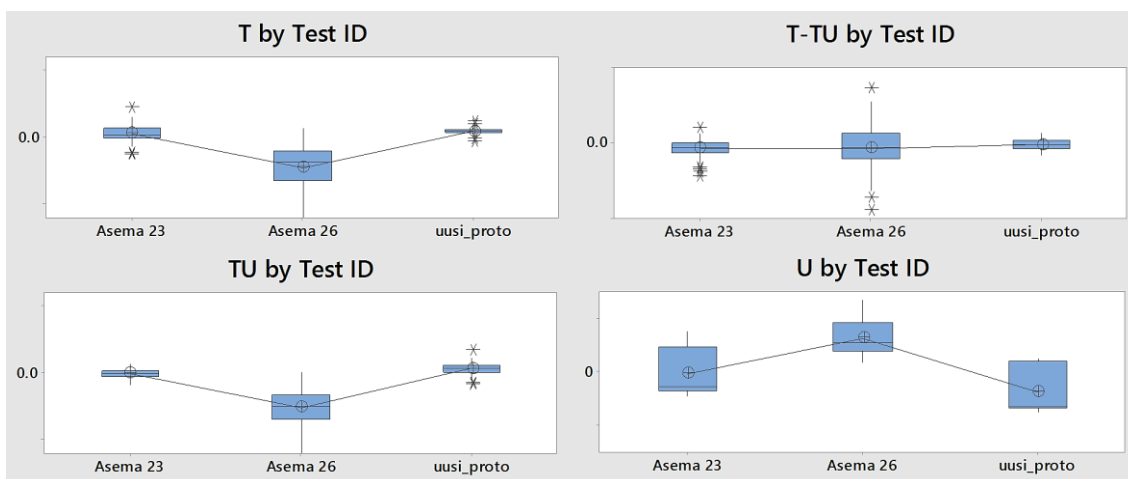 T by Test ID
0.0
Asema 23 Asema 26 uusi_proto
T-TU by Test ID
0.0
Asema 23 Asema 26 uusi_proto
TU by Test ID
0.0
Asema 23 Asema 26 uusi_proto
U by Test ID
0
Asema 23 Asema 26 uusi_proto